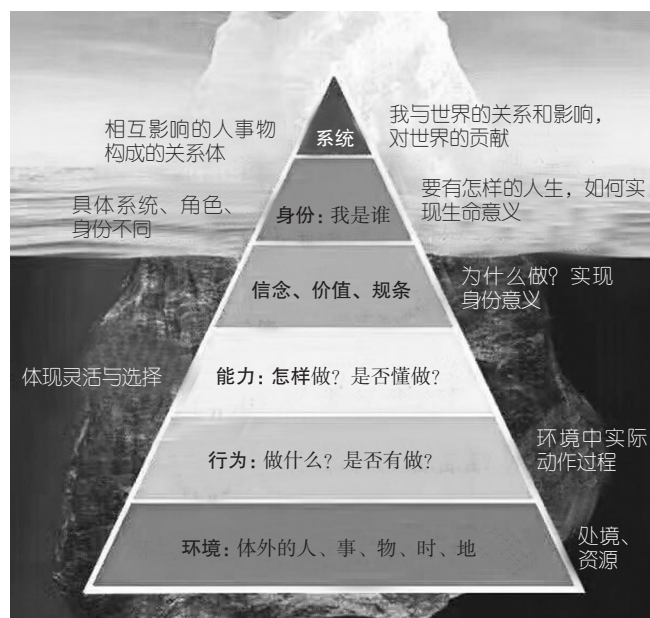 相互影响的人事物
构成的关系体
系统
我与世界的关系和影响，
对世界的贡献
具体系统、角色、
身份不同
身份：我是谁
要有怎样的人生，如何实
现生命意义
信念、价值、规条
为什么做？实现
身份意义
体现灵活与选择
能力：怎样做？是否懂做？
行为：做什么？是否有做？
环境中实际
动作过程
环境：体外的人、事、物、时、地
处境、
资源